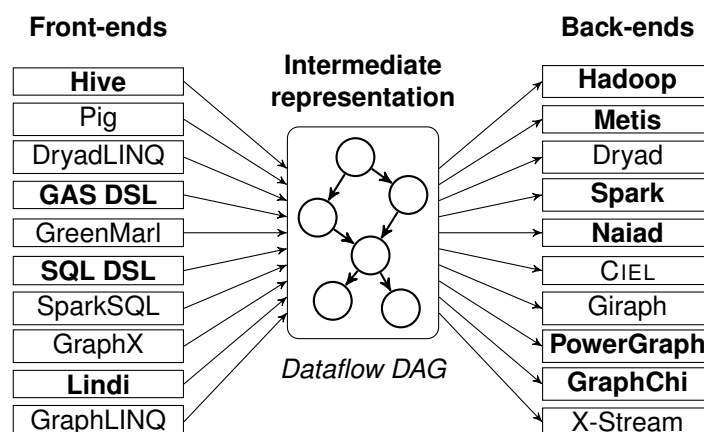 Front-ends
Hive
Pig
DryadLINQ
GAS DSL
GreenMarl
SQL DSL
SparkSQL
GraphX
Lindi
GraphLINQ
Intermediate
representation
Dataflow DAG
Back-ends
Hadoop
Metis
Dryad
Spark
Naiad
CIEL
Giraph
PowerGraph
GraphChi
X-Stream